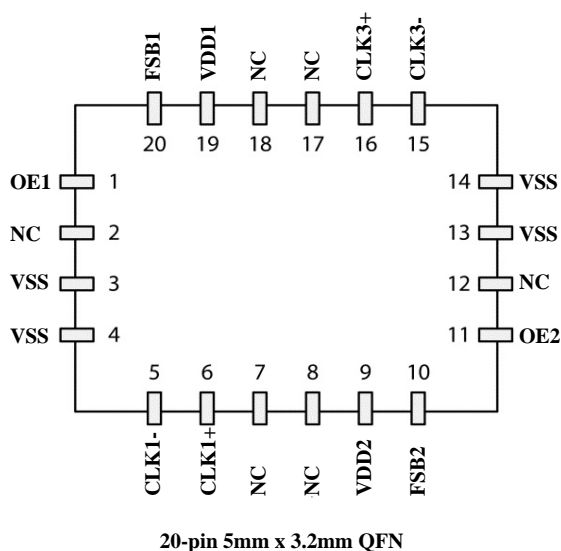 FSB1 VDD1 NC NC CLK3+ CLK3-
20 19 18 17 16 15
OE1 1 14 VSS
NC 2 13 VSS
VSS 3 12 NC
VSS 4 11 OE2
5 6 7 8 9 10
CLK1- CLK1+ NC NC VDD2 FSB2
20-pin 5mm x 3.2mm QFN